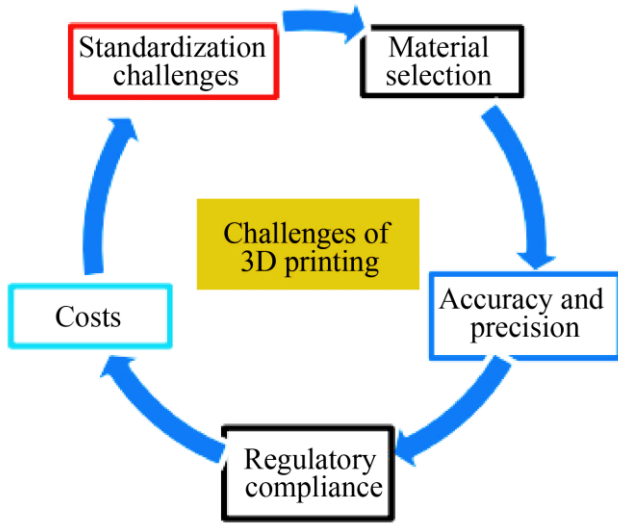 Standardization
challenges
Material
selection
Challenges of
3D printing
Costs
Accuracy and
precision
Regulatory
compliance